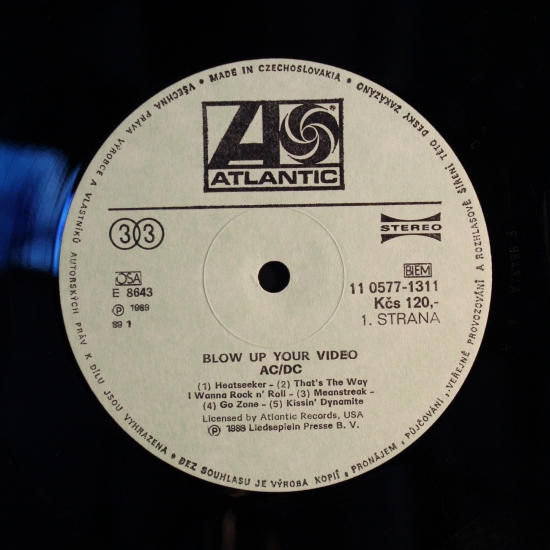 • MADE IN CZECHOSLOVAKIA •
VŠECHNA PRÁVA VÝROBCE A VLASTNÍKŮ AUTORSKÝCH PRÁV K DÍLU JSOU VYHRAZENA • BEZ SOUHLASU JE VÝROBA KOPIÍ, PRONÁJEM, PŮJČOVÁNÍ, VEŘEJNÉ PROVOZOVÁNÍ A ROZHLASOVÉ ŠÍŘENÍ TÉTO DESKY ZAKÁZÁNO
ATLANTIC
33
STEREO
OSA
BIEM
E 8643
11 0577-1311
Ⓟ 1989
Kčs 120,-
89 1
1. STRANA
BLOW UP YOUR VIDEO
AC/DC
(1) Heatseeker – (2) That's The Way
I Wanna Rock n' Roll – (3) Meanstreak –
(4) Go Zone – (5) Kissin' Dynamite
Licensed by Atlantic Records, USA
Ⓟ 1988 Liedseplein Presse B. V.